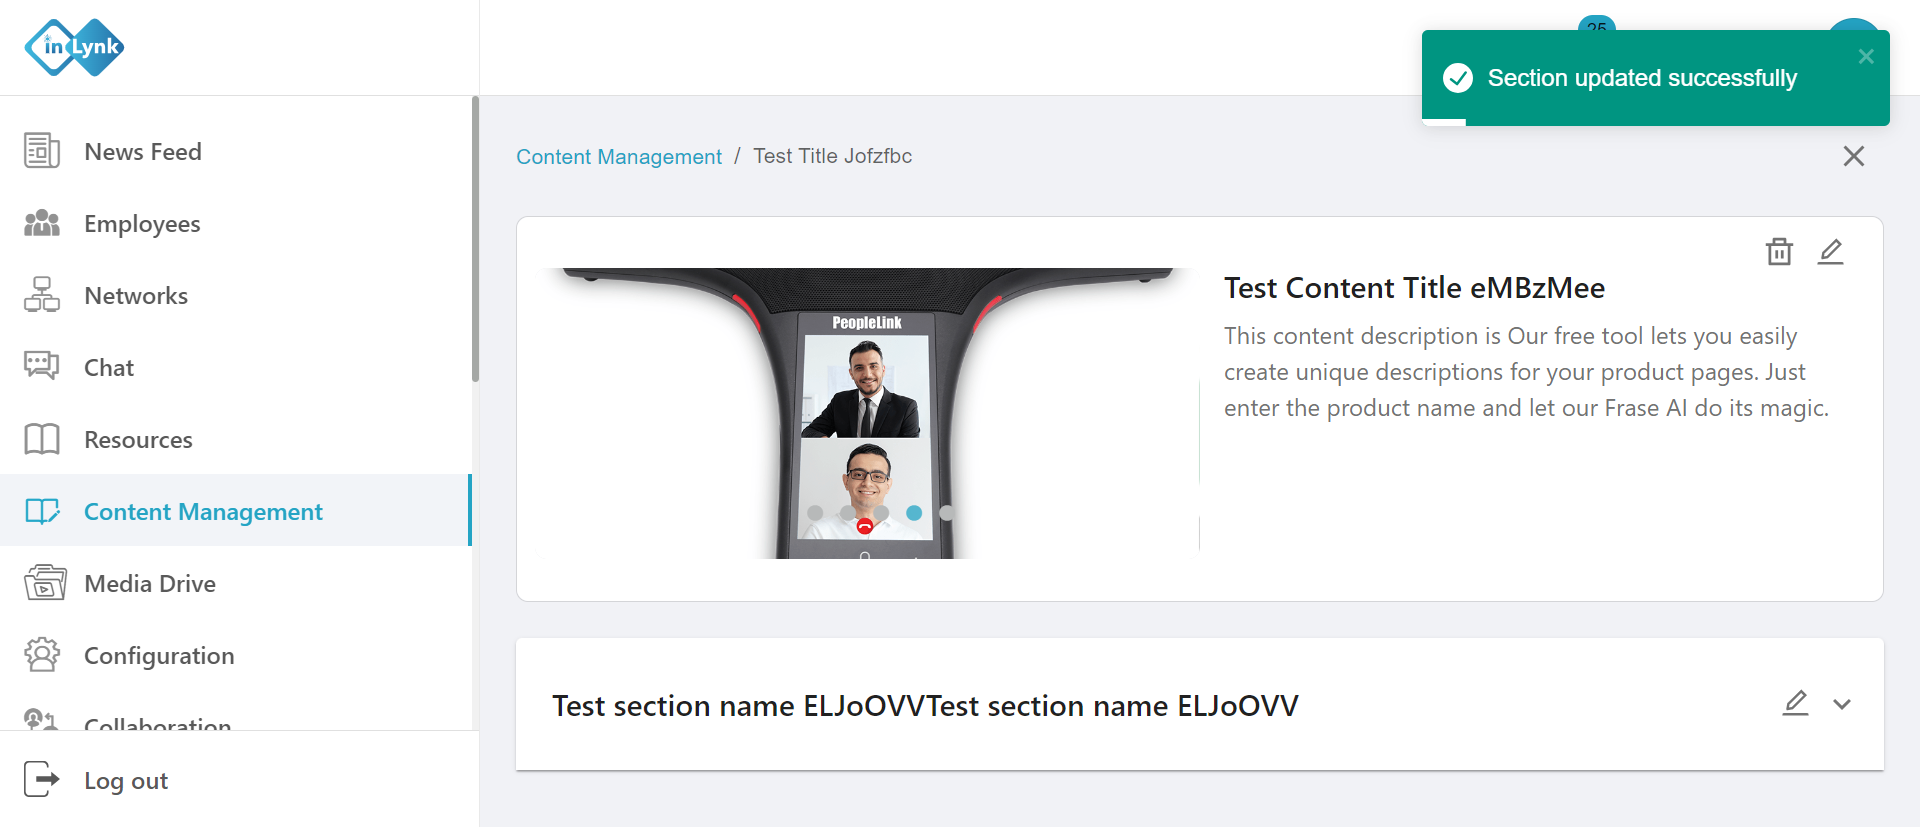 in Lynk
25
Section updated successfully
News Feed
Employees
Networks
Chat
Resources
Content Management
Media Drive
Configuration
Collaboration
Log out
Content Management / Test Title Jofzfbc
PeopleLink
Test Content Title eMBzMee
This content description is Our free tool lets you easily
create unique descriptions for your product pages. Just
enter the product name and let our Frase AI do its magic.
Test section name ELJoOVVTest section name ELJoOVV